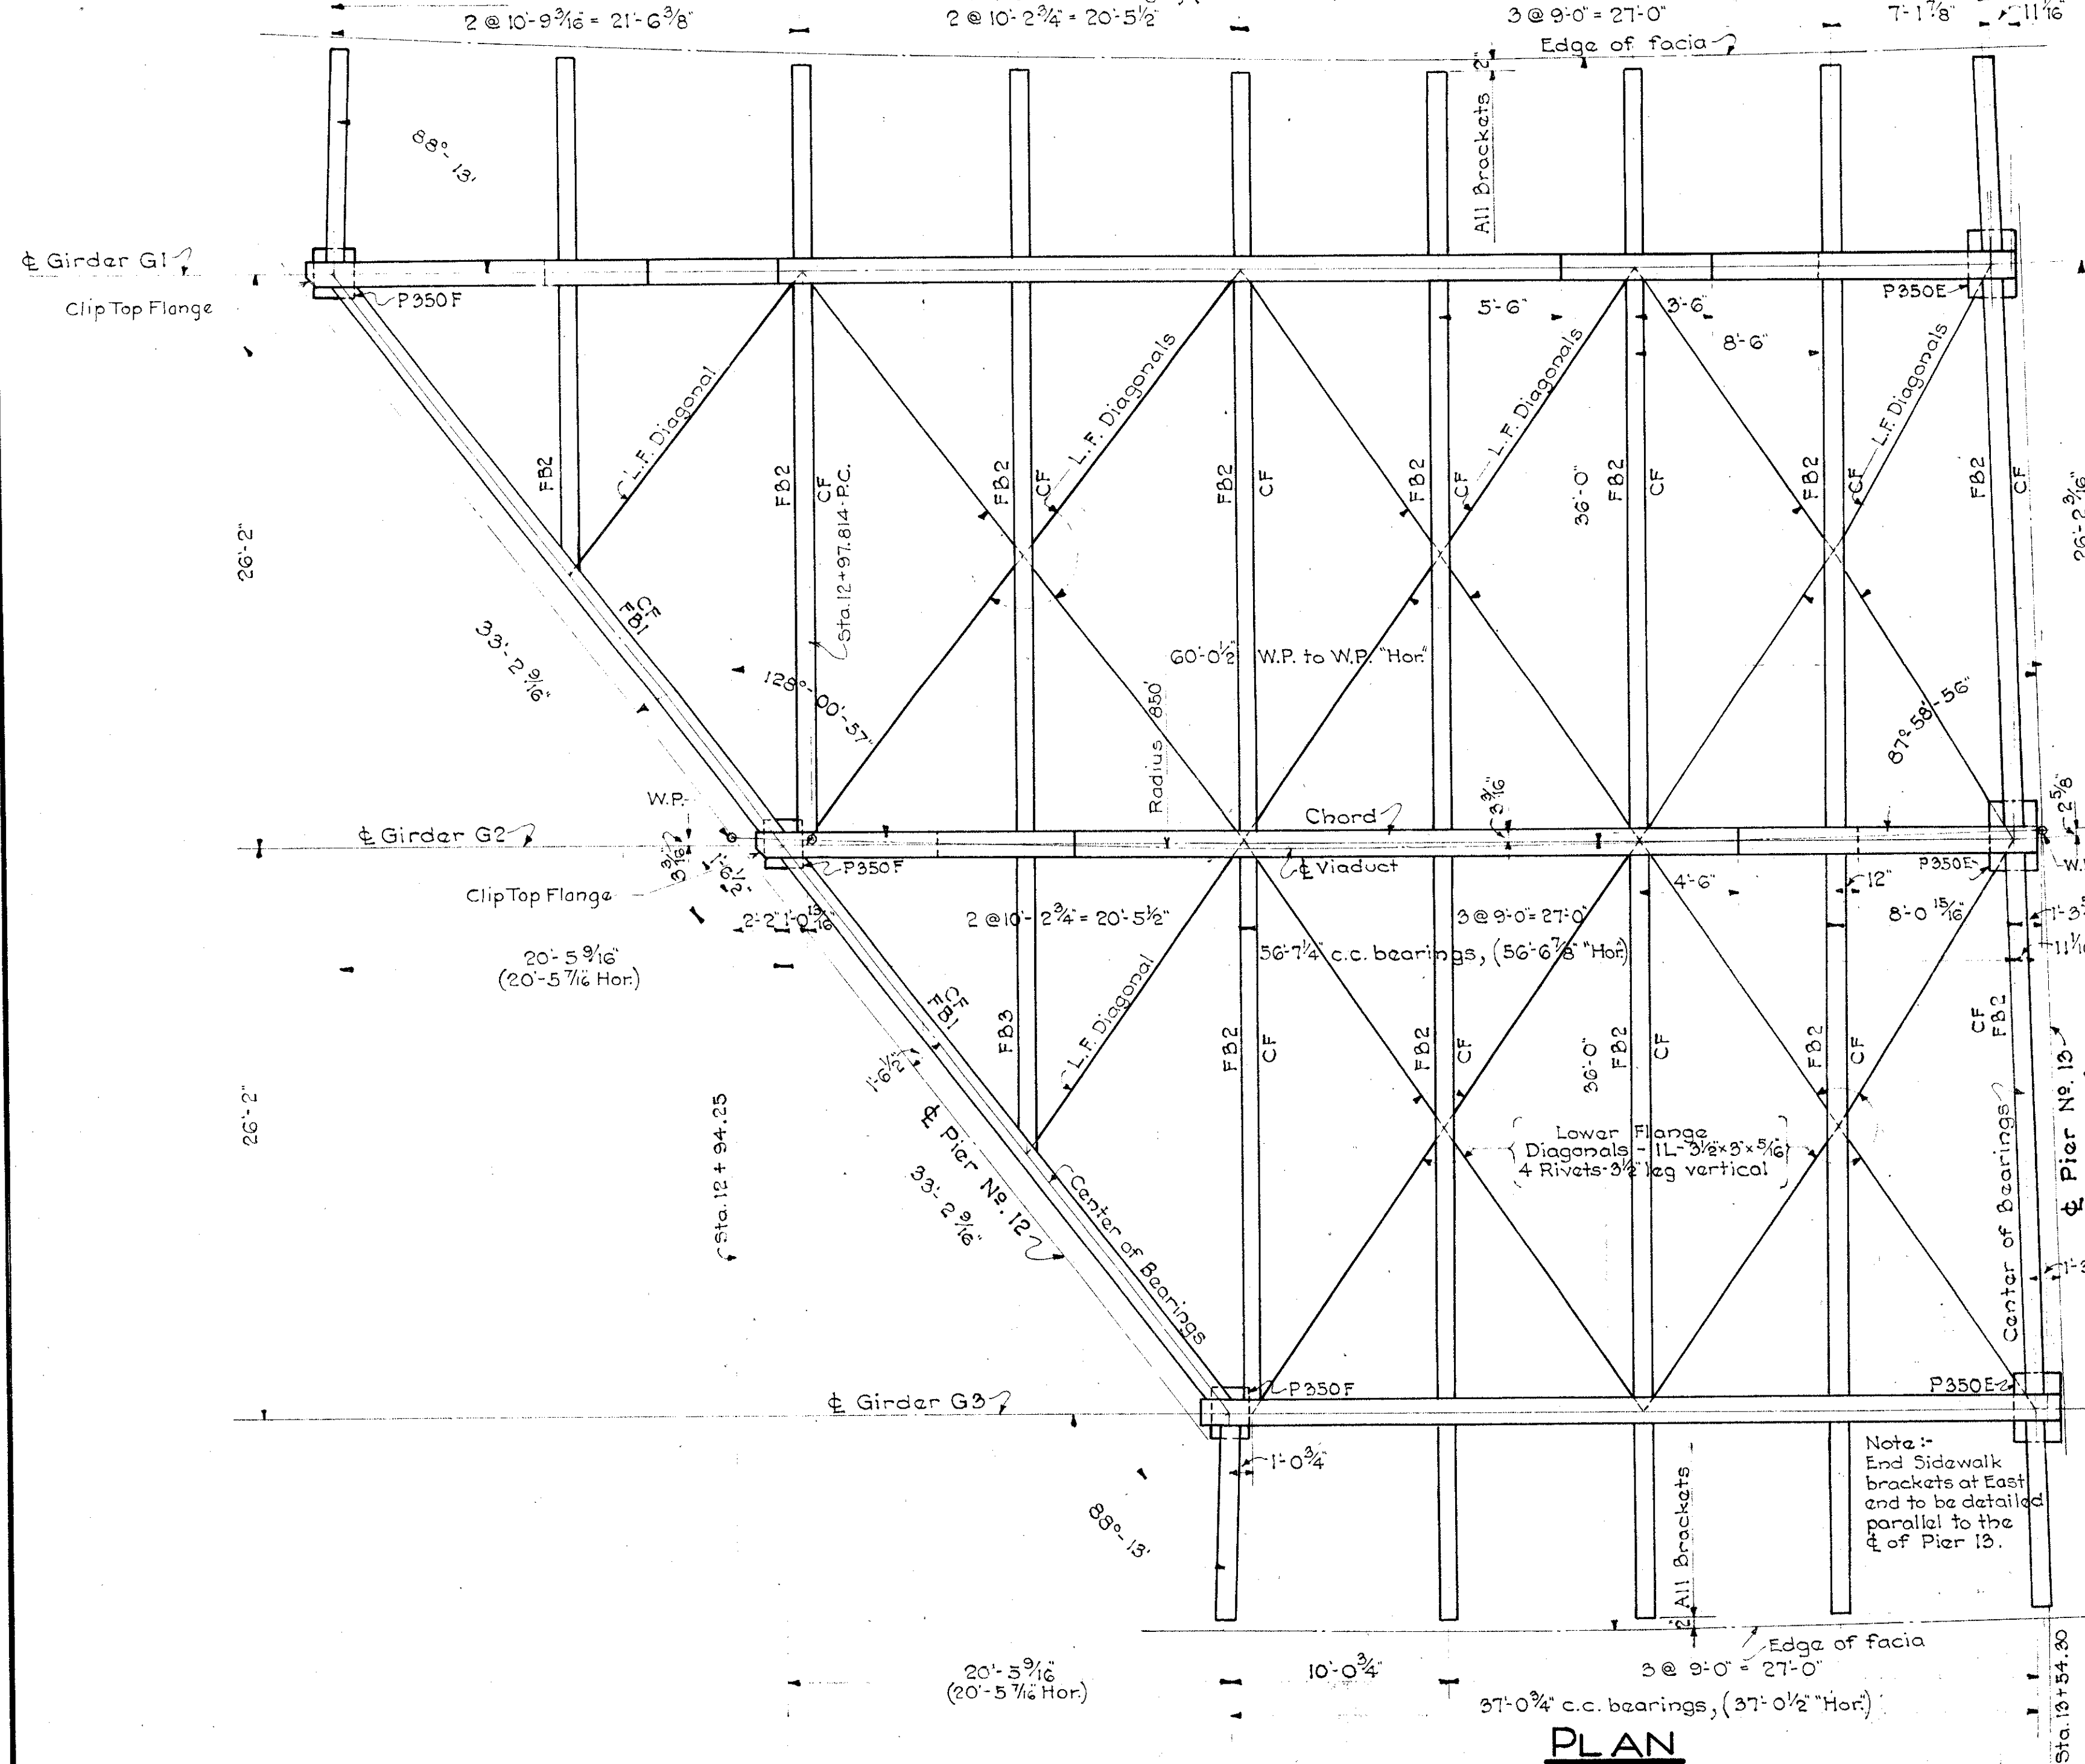 2 @ 10'-9 3/16" = 21'-6 3/8"
2 @ 10'-2 3/4" = 20'-5 1/2"
3 @ 9'-0" = 27'-0"
7'-1 7/8"
11/16"
Edge of facia
2"
All Brackets
88°-13'
℄ Girder G1
Clip Top Flange
P350F
P350E
5'-6"
3'-6"
8'-6"
L.F. Diagonal
L.F. Diagonals
L.F. Diagonals
L.F. Diagonals
FB2
FB2
CF
FB2
CF
FB2
CF
FB2
CF
36'-0"
FB2
CF
FB2
CF
FB2
CF
26'-2"
26'-2 3/16"
Sta. 12+97.814-P.C.
CF
FB1
33'-2 9/16"
128°-00'-57"
60'-0 1/2" W.P. to W.P. "Hor."
Radius 850'
87°-58'-56"
W.P.
℄ Girder G2
3 3/16"
1'-6 1/2"
Chord
3 3/16"
2 5/8"
℄ Viaduct
P350F
P350E
Clip Top Flange
4'-6"
12"
2'-2"
1'-0 13/16"
2 @ 10'-2 3/4" = 20'-5 1/2"
3 @ 9'-0" = 27'-0"
8'-0 15/16"
20'-5 9/16"
(20'-5 7/16" Hor.)
56'-7 1/4" c.c. bearings, (56'-6 7/8" "Hor.")
CF
FB1
FB3
L.F. Diagonal
FB2
CF
FB2
CF
36'-0"
FB2
CF
FB2
CF
CF
FB2
26'-2"
Sta. 12 + 94.25
1'-6 1/2"
℄ Pier No. 12
33'-2 9/16"
Center of Bearings
Lower Flange
Diagonals - 1L-3 1/2"×3"×5/16"
4 Rivets-3 1/2" leg vertical
Center of Bearings
℄ Pier No. 13
℄ Girder G3
P350F
P350E
1'-0 3/4"
88°-13'
All Brackets
2"
Note:-
End Sidewalk
brackets at East
end to be detailed
parallel to the
℄ of Pier 13.
Edge of facia
20'-5 9/16"
(20'-5 7/16" Hor.)
10'-0 3/4"
3 @ 9'-0" = 27'-0"
37'-0 3/4" c.c. bearings, (37'-0 1/2" "Hor.")
Sta. 13+54.30
PLAN